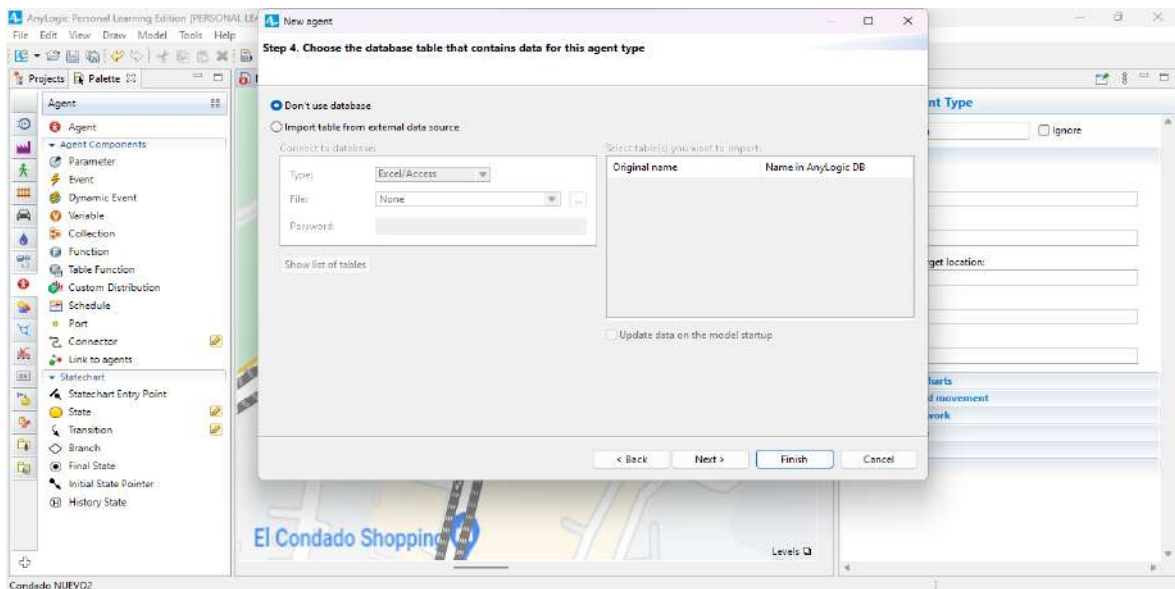 AnyLogic Personal Learning Edition [PERSONAL LE
File Edit View Draw Model Tools Help
Projects Palette
Agent
Agent
Agent Components
Parameter
Event
Dynamic Event
Variable
Collection
Function
Table Function
Custom Distribution
Schedule
Port
Connector
Link to agents
Statechart
Statechart Entry Point
State
Transition
Branch
Final State
Initial State Pointer
History State
New agent
Step 4. Choose the database table that contains data for this agent type
Don't use database
Import table from external data source
Connect to database:
Type: Excel/Access
File: None ...
Password:
Show list of tables
Select table(s) you want to import:
Original name Name in AnyLogic DB
Update data on the model startup
< Back Next > Finish Cancel
nt Type
Ignore
rget location:
harts
d movement
work
El Condado Shopping
Levels
Condado NUEVO2